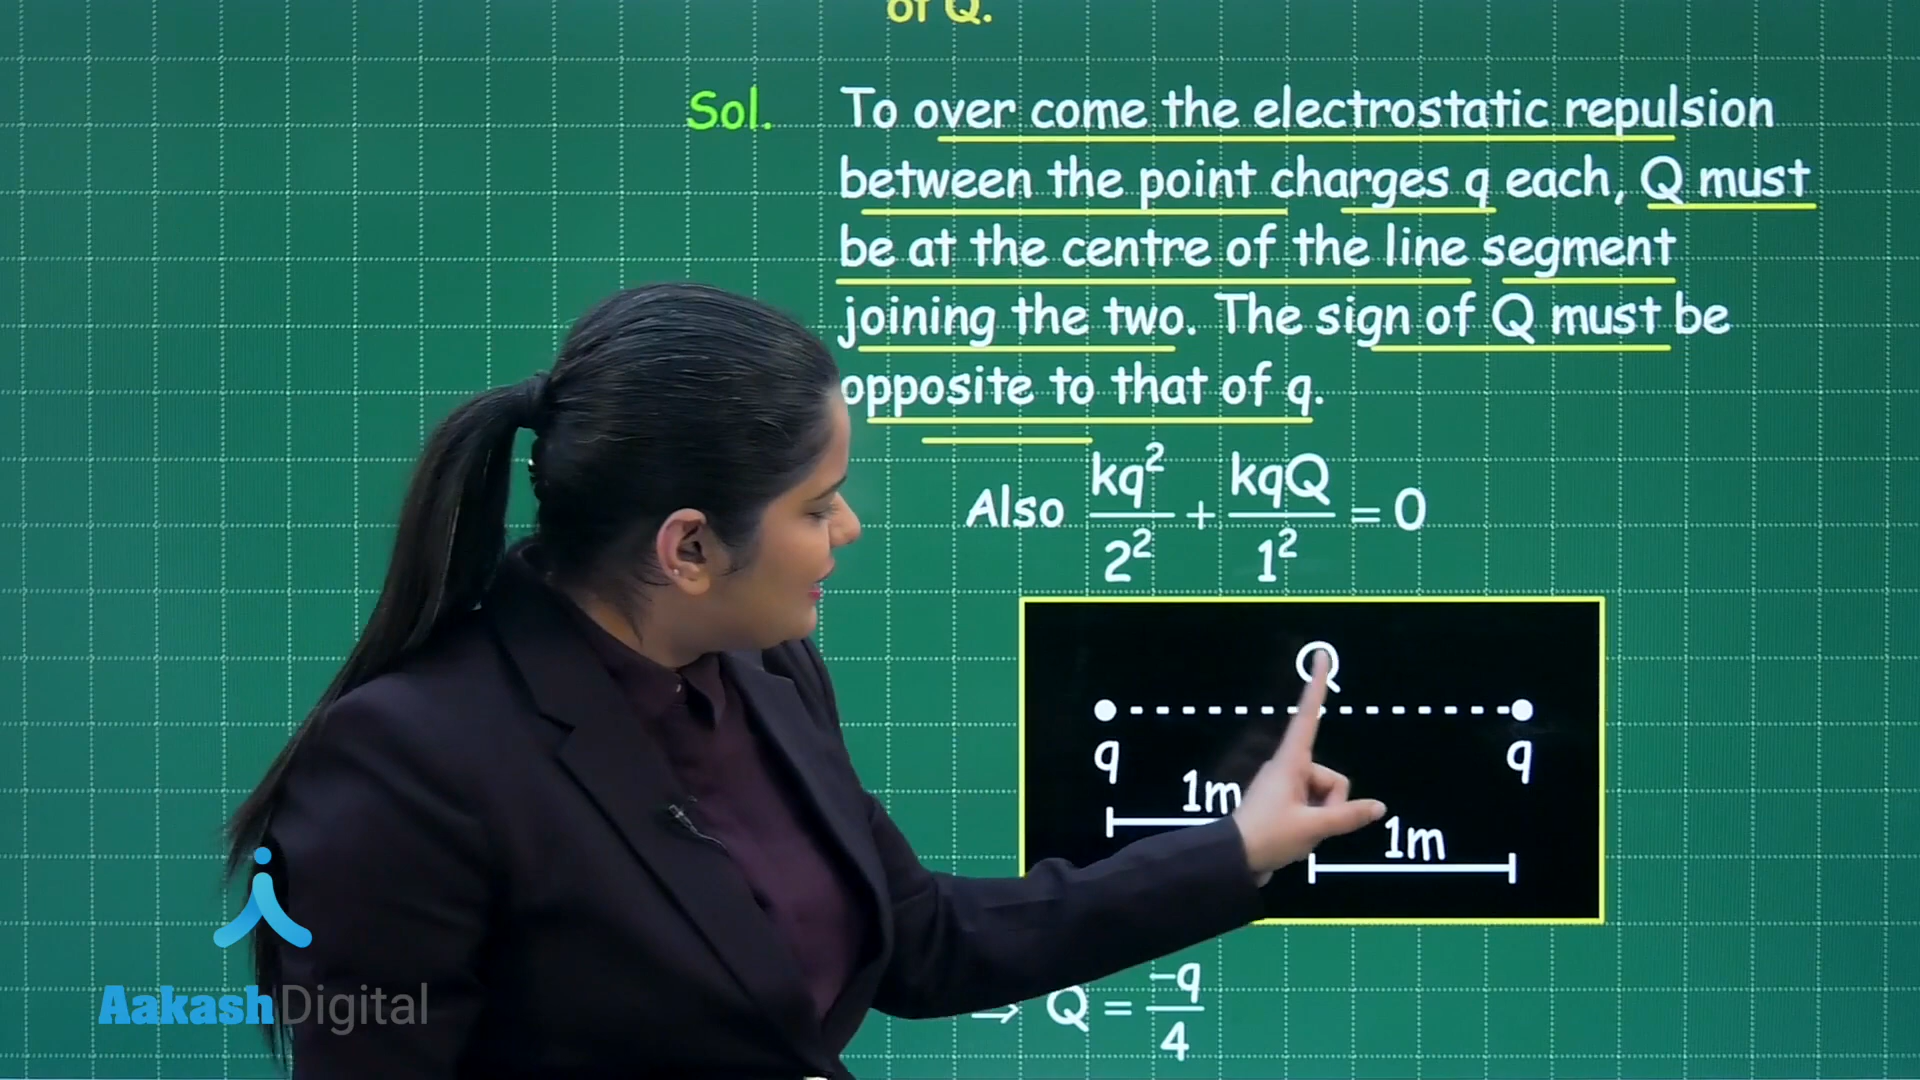 of Q.
Sol. To over come the electrostatic repulsion
between the point charges q each, Q must
be at the centre of the line segment
joining the two. The sign of Q must be
opposite to that of q.
Also kq²/2² + kqQ/1² = 0
Q
q q
1m
1m
⇒ Q = -q/4
Aakash Digital